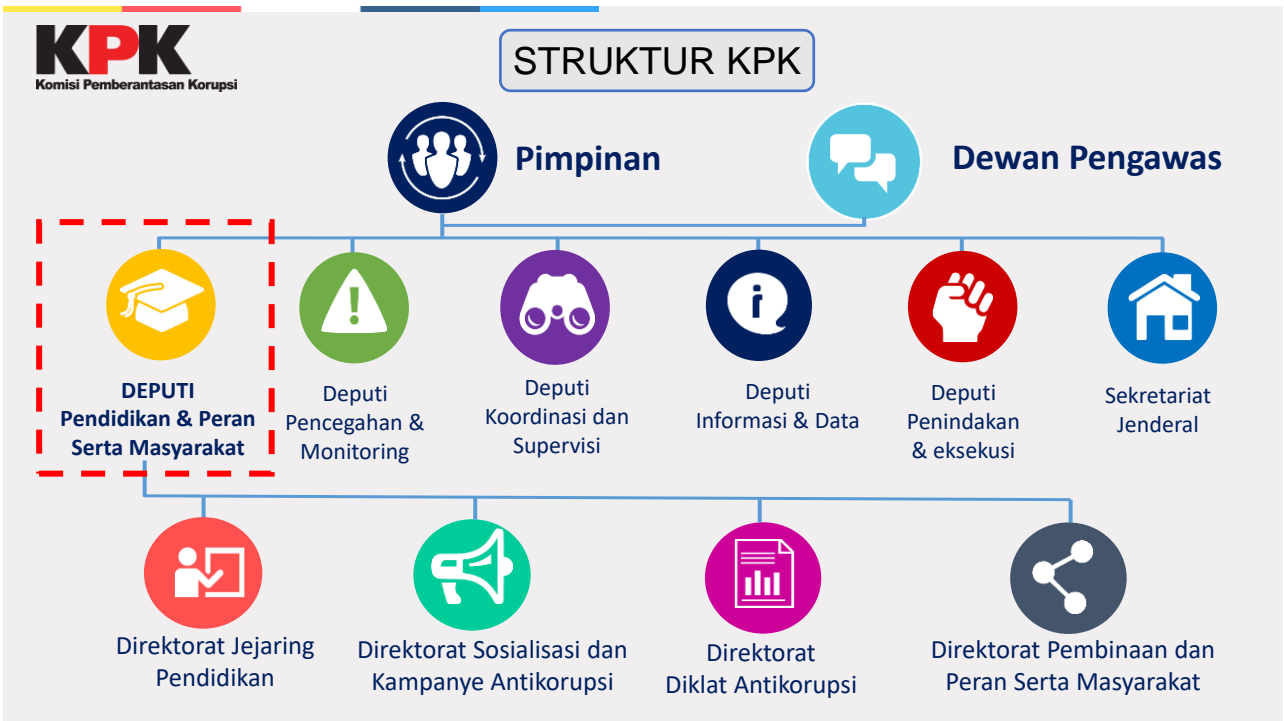 KPK
Komisi Pemberantasan Korupsi
STRUKTUR KPK
Pimpinan
Dewan Pengawas
DEPUTI
Pendidikan & Peran
Serta Masyarakat
Deputi
Pencegahan &
Monitoring
Deputi
Koordinasi dan
Supervisi
Deputi
Informasi & Data
Deputi
Penindakan
& eksekusi
Sekretariat
Jenderal
Direktorat Jejaring
Pendidikan
Direktorat Sosialisasi dan
Kampanye Antikorupsi
Direktorat
Diklat Antikorupsi
Direktorat Pembinaan dan
Peran Serta Masyarakat